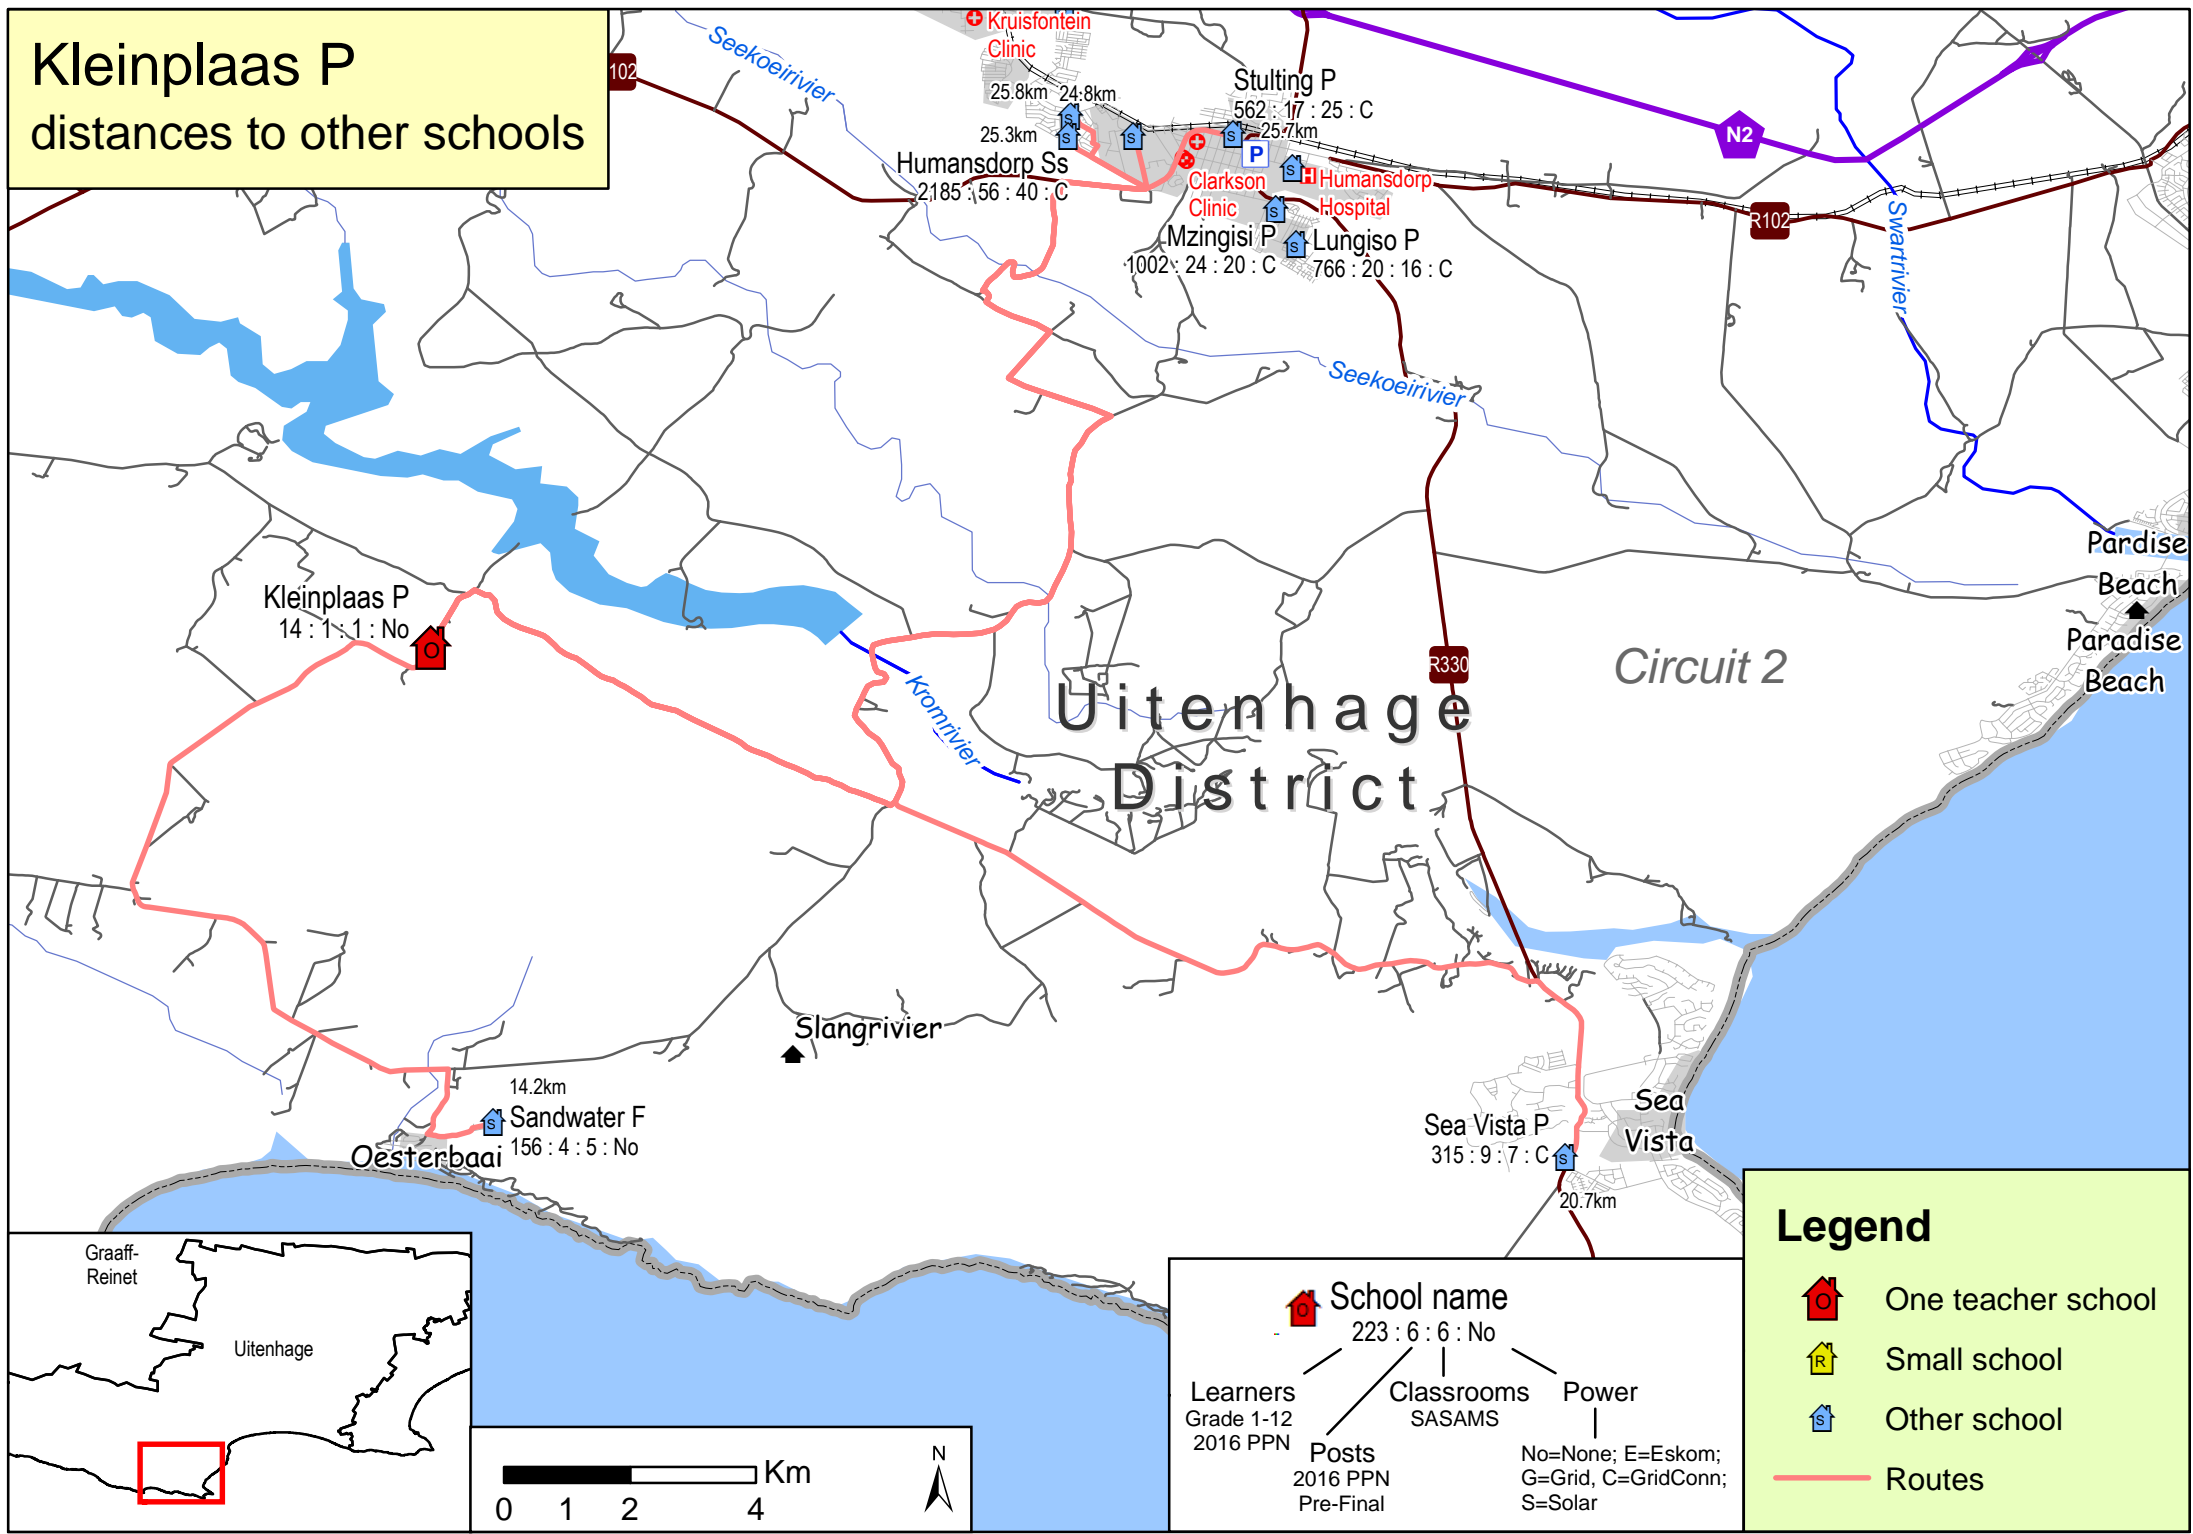 Kleinplaas P
distances to other schools
102
Seekoeirivier
Kruisfontein
Clinic
25.8km
24.8km
25.3km
Humansdorp Ss
2185 : 56 : 40 : C
Stulting P
562 : 17 : 25 : C
25.7km
P
Clarkson
Clinic
H Humansdorp
Hospital
Mzingisi P
1002 : 24 : 20 : C
Lungiso P
766 : 20 : 16 : C
N2
R102
Swartrivier
Seekoeirivier
Pardise
Beach
Paradise
Beach
Kleinplaas P
14 : 1 : 1 : No
Kromrivier
R330
Circuit 2
Uitenhage
District
Slangrivier
14.2km
Sandwater F
156 : 4 : 5 : No
Oesterbaai
Sea Vista P
315 : 9 : 7 : C
20.7km
Sea
Vista
Graaff-
Reinet
Uitenhage
Km
0 1 2 4
N
School name
223 : 6 : 6 : No
Learners
Grade 1-12
2016 PPN
Posts
2016 PPN
Pre-Final
Classrooms
SASAMS
Power
No=None; E=Eskom;
G=Grid, C=GridConn;
S=Solar
Legend
O One teacher school
R Small school
S Other school
Routes